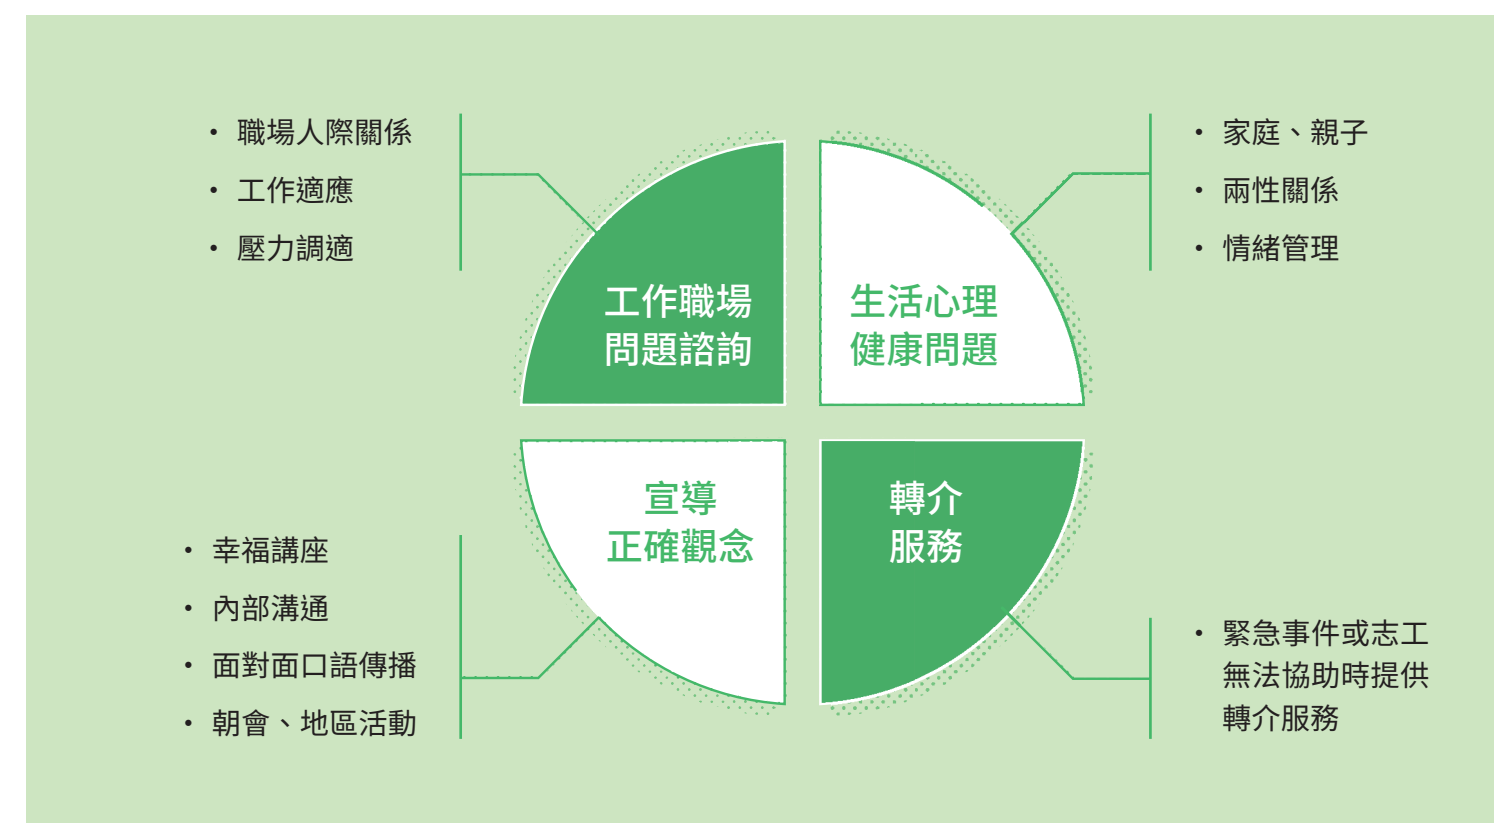 • 職場人際關係
• 工作適應
• 壓力調適
工作職場
問題諮詢
生活心理
健康問題
• 家庭、親子
• 兩性關係
• 情緒管理
• 幸福講座
• 內部溝通
• 面對面口語傳播
• 朝會、地區活動
宣導
正確觀念
轉介
服務
• 緊急事件或志工
無法協助時提供
轉介服務